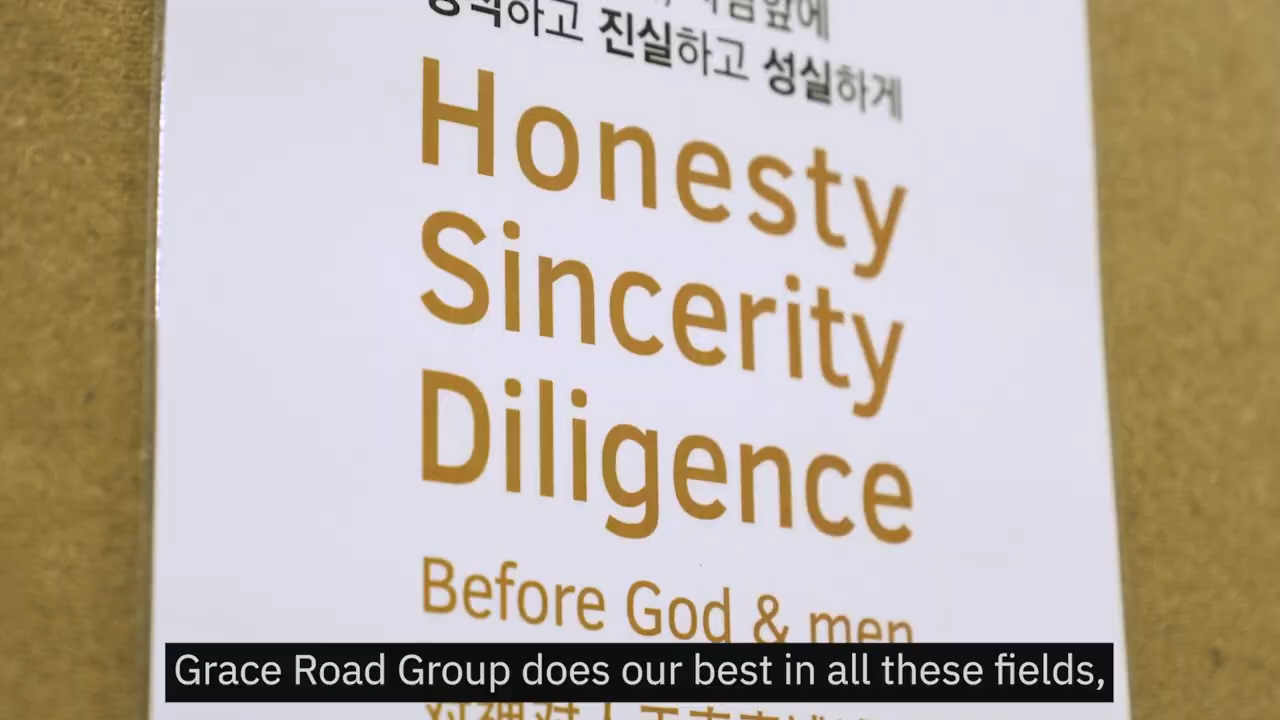 정직하고 진실하고 성실하게
Honesty
Sincerity
Diligence
Before God & men
Grace Road Group does our best in all these fields,